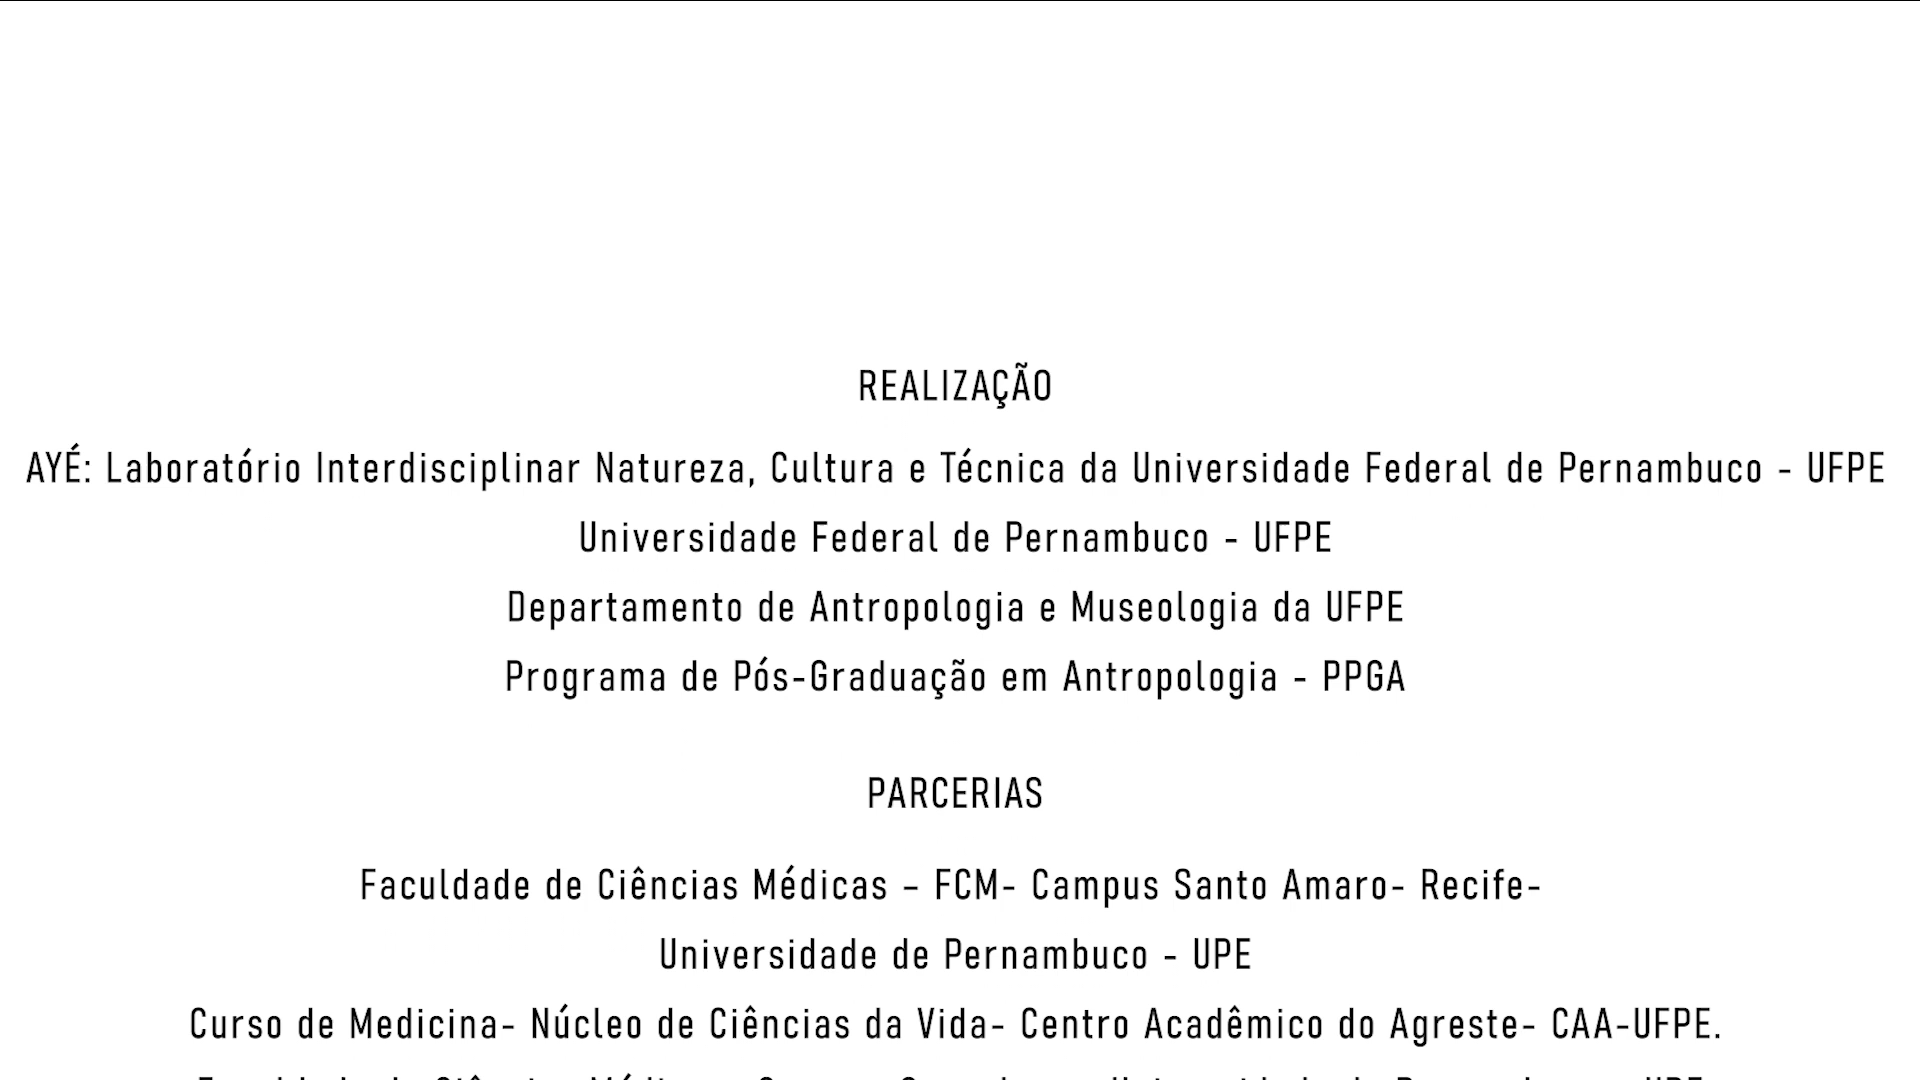 REALIZAÇÃO
AYÉ: Laboratório Interdisciplinar Natureza, Cultura e Técnica da Universidade Federal de Pernambuco - UFPE
Universidade Federal de Pernambuco - UFPE
Departamento de Antropologia e Museologia da UFPE
Programa de Pós-Graduação em Antropologia - PPGA
PARCERIAS
Faculdade de Ciências Médicas – FCM- Campus Santo Amaro- Recife-
Universidade de Pernambuco - UPE
Curso de Medicina- Núcleo de Ciências da Vida- Centro Acadêmico do Agreste- CAA-UFPE.